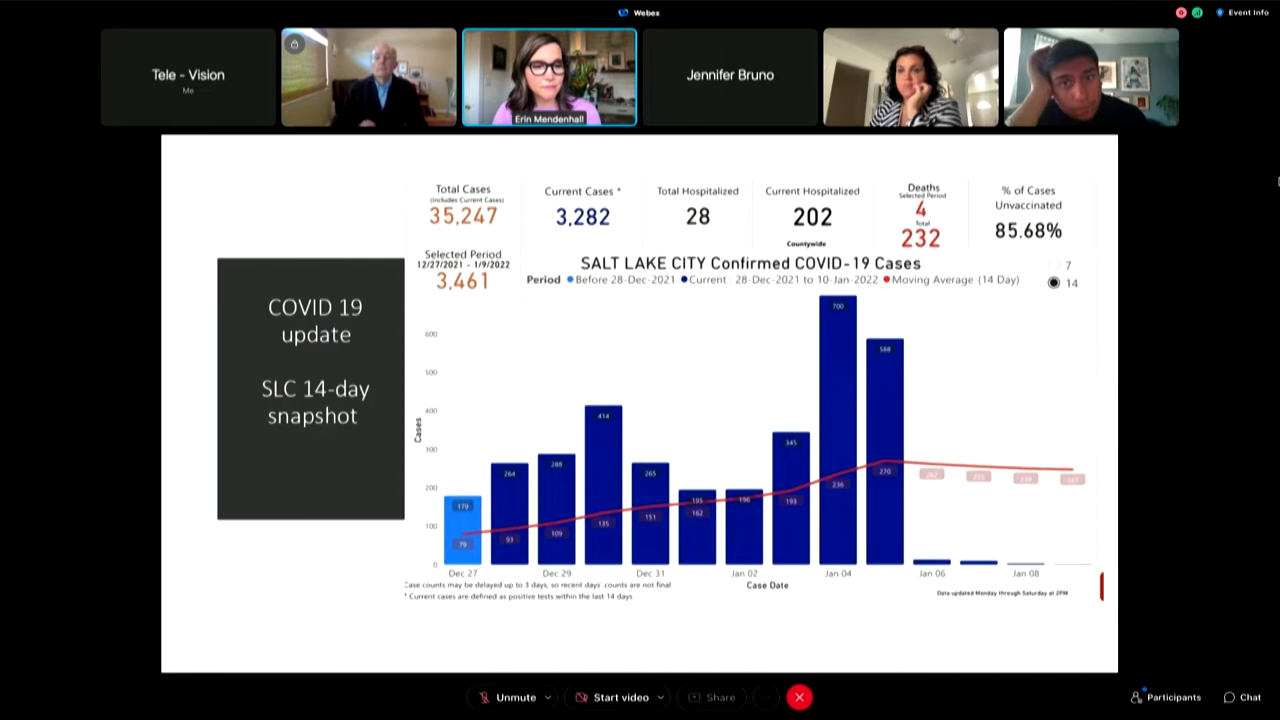 Webex
Event Info
Tele - Vision
Me
Erin Mendenhall
Jennifer Bruno
Total Cases
(Includes Current Cases)
35,247
Current Cases *
3,282
Total Hospitalized
28
Current Hospitalized
202
Countywide
Deaths
Selected Period
4
Total
232
% of Cases
Unvaccinated
85.68%
Selected Period
12/27/2021 - 1/9/2022
3,461
SALT LAKE CITY Confirmed COVID-19 Cases
Period Before 28-Dec-2021 Current : 28-Dec-2021 to 10-Jan-2022 Moving Average (14 Day)
7
14
COVID 19
update
SLC 14-day
snapshot
Cases
600
500
400
300
200
100
0
179
264
288
414
265
195
196
345
700
588
79
93
109
135
151
162
193
236
270
Dec 27
Dec 29
Dec 31
Jan 02
Jan 04
Jan 06
Jan 08
Case Date
Case counts may be delayed up to 3 days, so recent days' counts are not final
* Current cases are defined as positive tests within the last 14 days
Data updated Monday through Saturday at 2PM
Unmute
Start video
Share
Participants
Chat